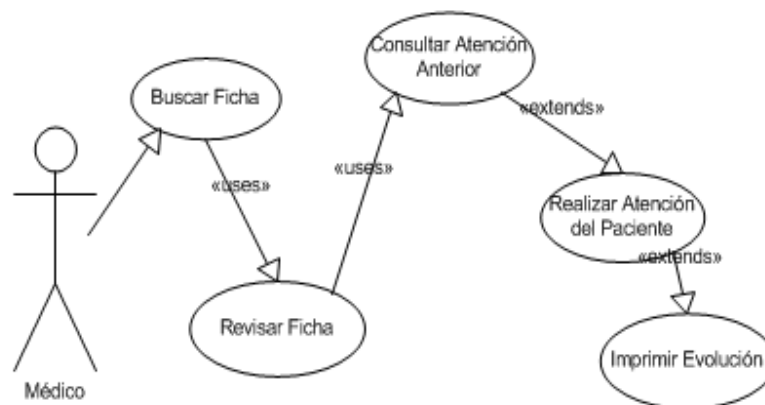 Consultar Atención
Anterior
Buscar Ficha
«extends»
«uses»
«uses»
Realizar Atención
del Paciente
«extends»
Revisar Ficha
Imprimir Evolución
Médico